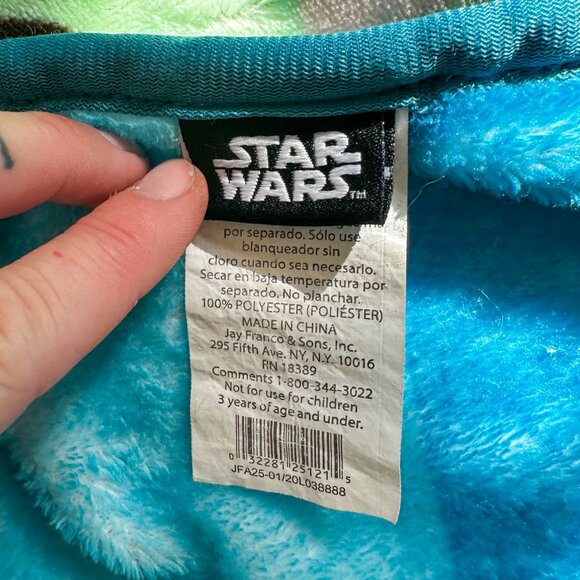 STAR
WARS™
por separado. Sólo use
blanqueador sin
cloro cuando sea necesarlo.
Secar en baja temperatura por
separado. No planchar.
100% POLYESTER (POLIÉSTER)
MADE IN CHINA
Jay Franco & Sons, Inc.
295 Fifth Ave. NY, N.Y. 10016
RN 18389
Comments 1-800-344-3022
Not for use for children
3 years of age and under.
0 32281 25121 5
JFA25-01/20L038888